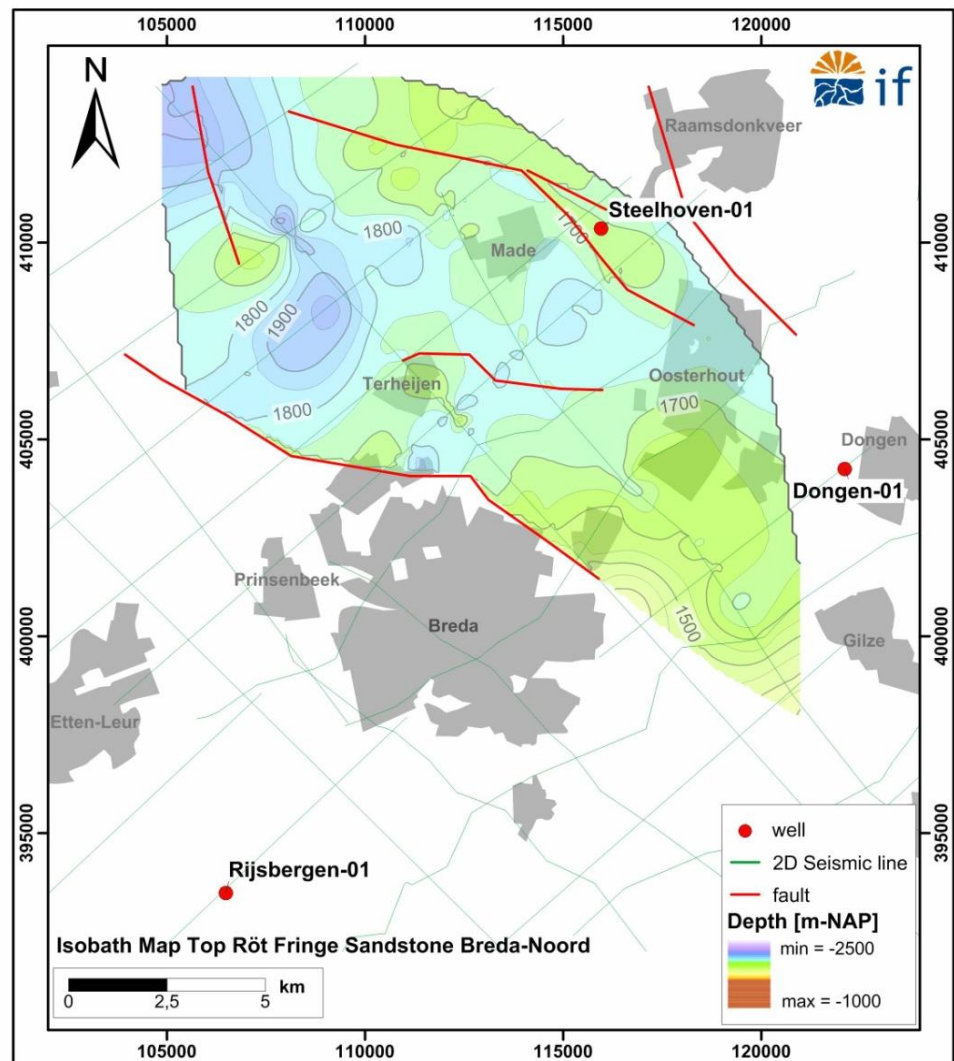 105000 110000 115000 120000
N
if
Raamsdonkveer
Steelhoven-01
1700
1800
Made
410000
410000
1800
1900
Terheijen
Oosterhout
1800
1700
405000
405000
Dongen
Dongen-01
Prinsenbeek
Breda
1500
Gilze
400000
400000
Etten-Leur
395000
395000
well
2D Seismic line
fault
Depth [m-NAP]
min = -2500
max = -1000
Rijsbergen-01
Isobath Map Top Röt Fringe Sandstone Breda-Noord
km
0 2,5 5
105000 110000 115000 120000